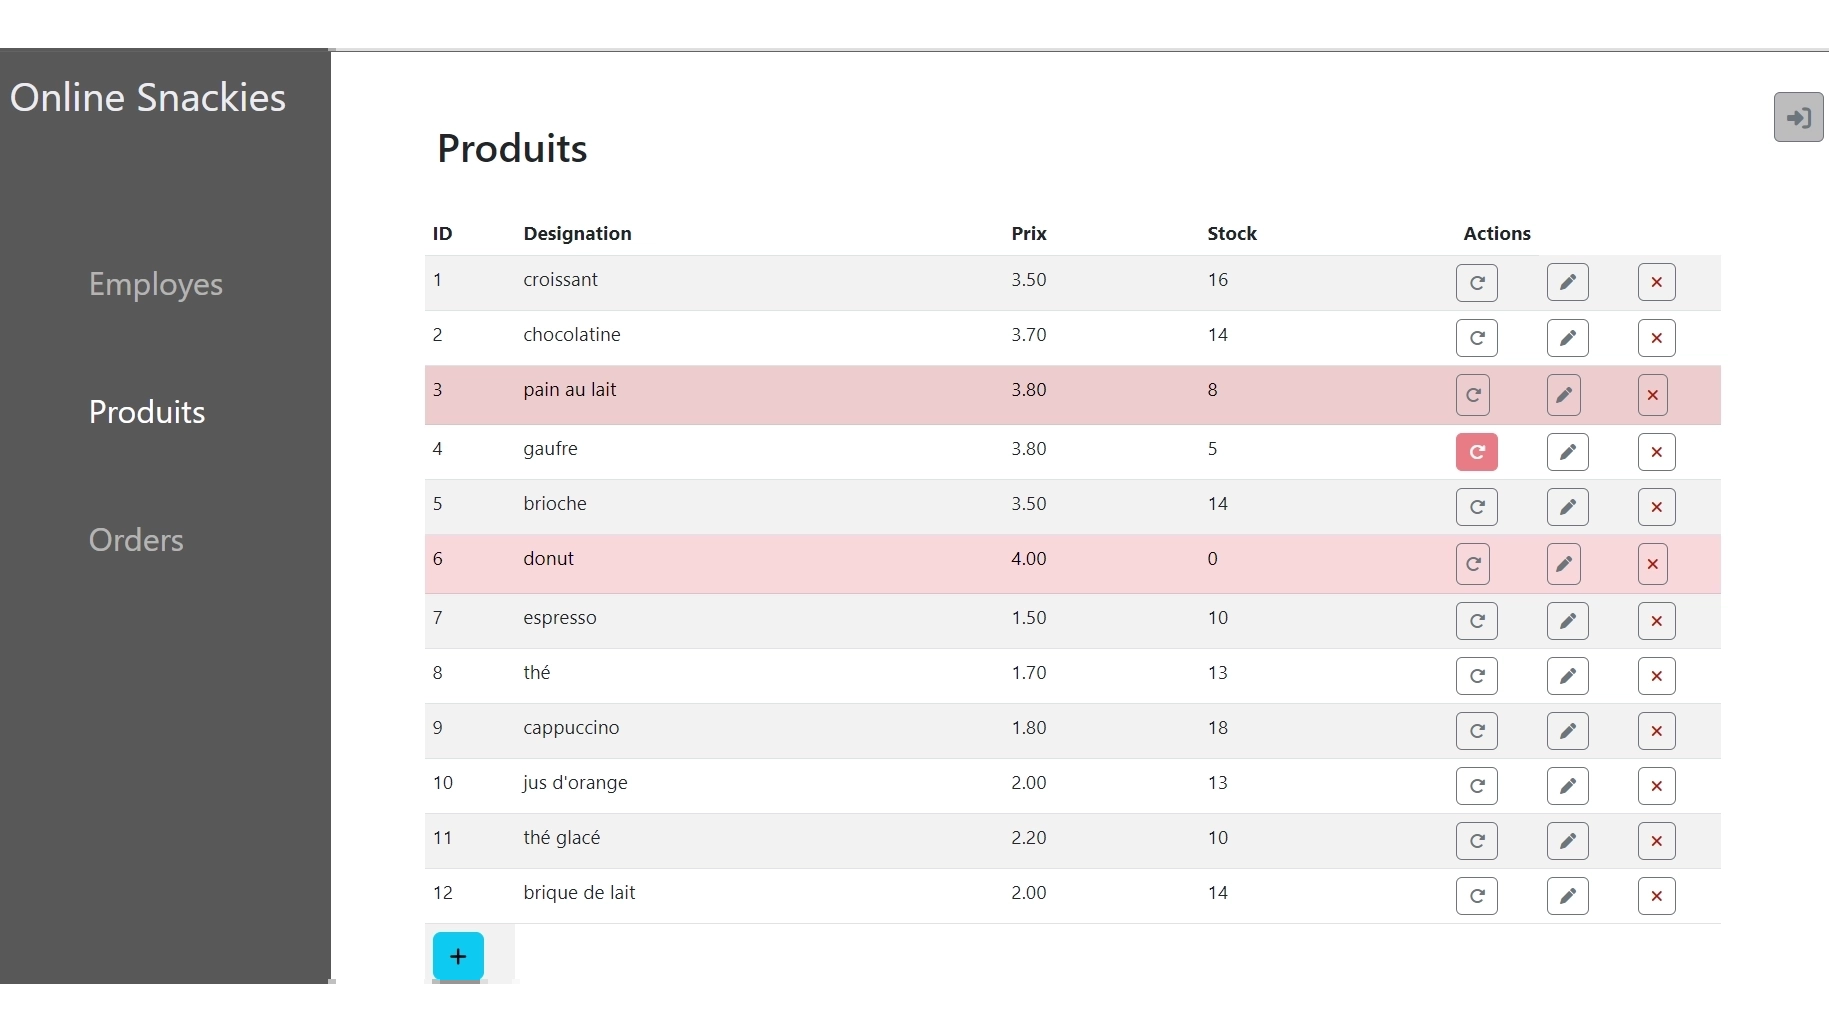 Online Snackies
Employes
Produits
Orders
Produits
ID Designation Prix Stock Actions
1 croissant 3.50 16
2 chocolatine 3.70 14
3 pain au lait 3.80 8
4 gaufre 3.80 5
5 brioche 3.50 14
6 donut 4.00 0
7 espresso 1.50 10
8 thé 1.70 13
9 cappuccino 1.80 18
10 jus d'orange 2.00 13
11 thé glacé 2.20 10
12 brique de lait 2.00 14
+